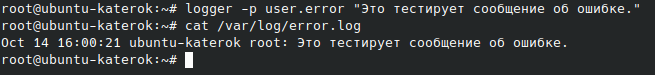 root@ubuntu-katerok:~# logger -p user.error "Это тестирует сообщение об ошибке."
root@ubuntu-katerok:~# cat /var/log/error.log
Oct 14 16:00:21 ubuntu-katerok root: Это тестирует сообщение об ошибке.
root@ubuntu-katerok:~#